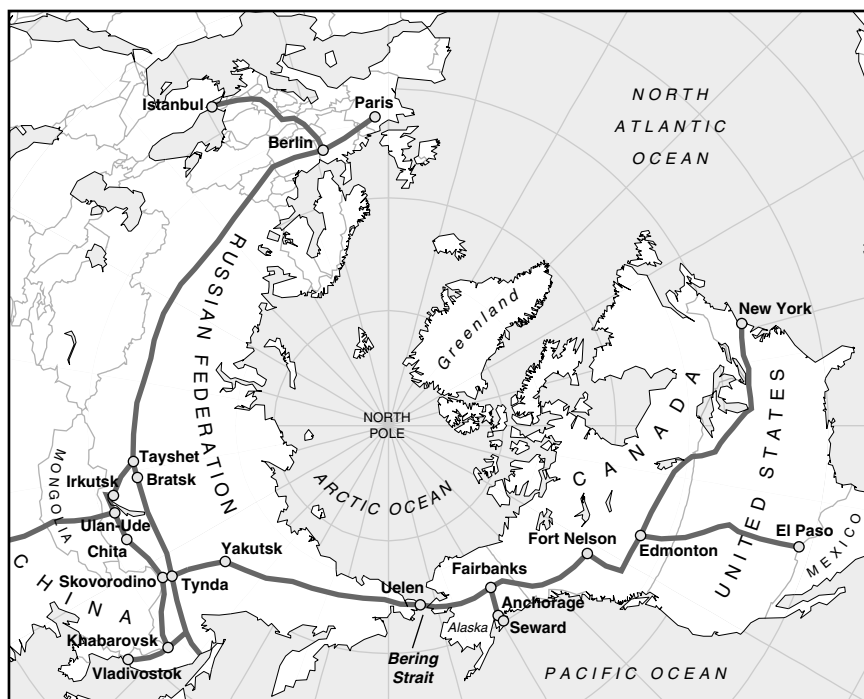 NORTH
ATLANTIC
OCEAN
Istanbul
Paris
Berlin
RUSSIAN FEDERATION
Greenland
New York
NORTH
POLE
CANADA
UNITED STATES
ARCTIC OCEAN
Tayshet
Bratsk
MONGOLIA
Irkutsk
Ulan-Ude
Chita
CHINA
Yakutsk
Skovorodino
Tynda
Khabarovsk
Vladivostok
Uelen
Bering
Strait
Fairbanks
Anchorage
Seward
Alaska
Fort Nelson
Edmonton
El Paso
MEXICO
PACIFIC OCEAN